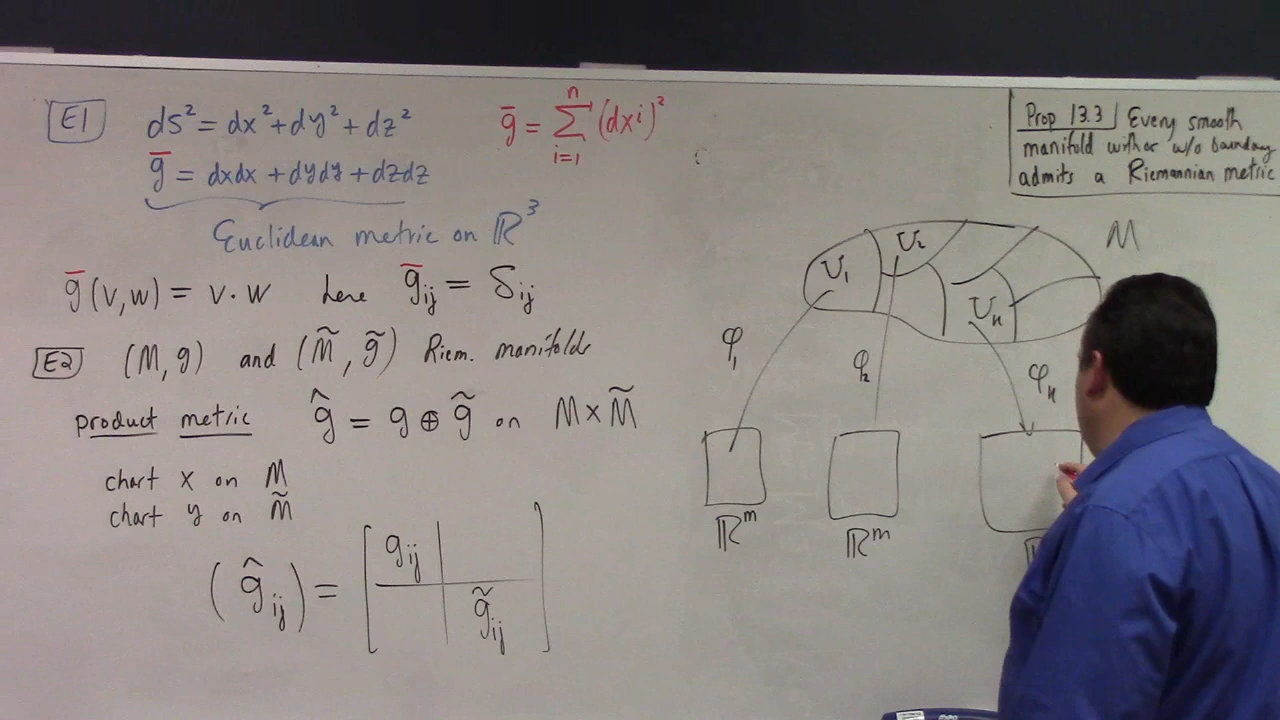 E1 ds² = dx² + dy² + dz²
g̅ = Σⁿᵢ₌₁ (dxⁱ)²
g̅ = dxdx + dydy + dzdz
Euclidean metric on ℝ³
g̅(v,w) = v·w here g̅ᵢⱼ = δᵢⱼ
E2 (M, g) and (M̃, g̃) Riem. manifolds
product metric ĝ = g ⊕ g̃ on M×M̃
chart x on M
chart y on M̃
(ĝᵢⱼ) = [gᵢⱼ
g̃ᵢⱼ]
Prop 13.3 Every smooth
manifold with or w/o boundary
admits a Riemannian metric
M
U₁ U₂
Uₖ
φ₁ φ₂ φₖ
ℝᵐ ℝᵐ